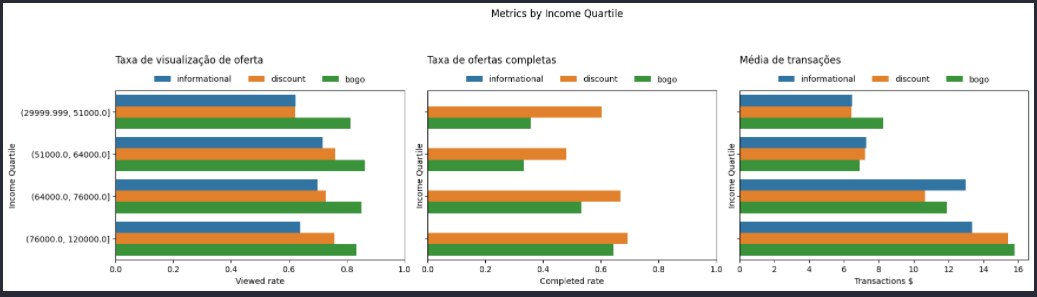 Metrics by Income Quartile
Taxa de visualização de oferta
informational discount bogo
Income Quartile
(29999.999, 51000.0]
(51000.0, 64000.0]
(64000.0, 76000.0]
(76000.0, 120000.0]
0.0 0.2 0.4 0.6 0.8 1.0
Viewed rate
Taxa de ofertas completas
informational discount bogo
Income Quartile
0.0 0.2 0.4 0.6 0.8 1.0
Completed rate
Média de transações
informational discount bogo
Income Quartile
0 2 4 6 8 10 12 14 16
Transactions $